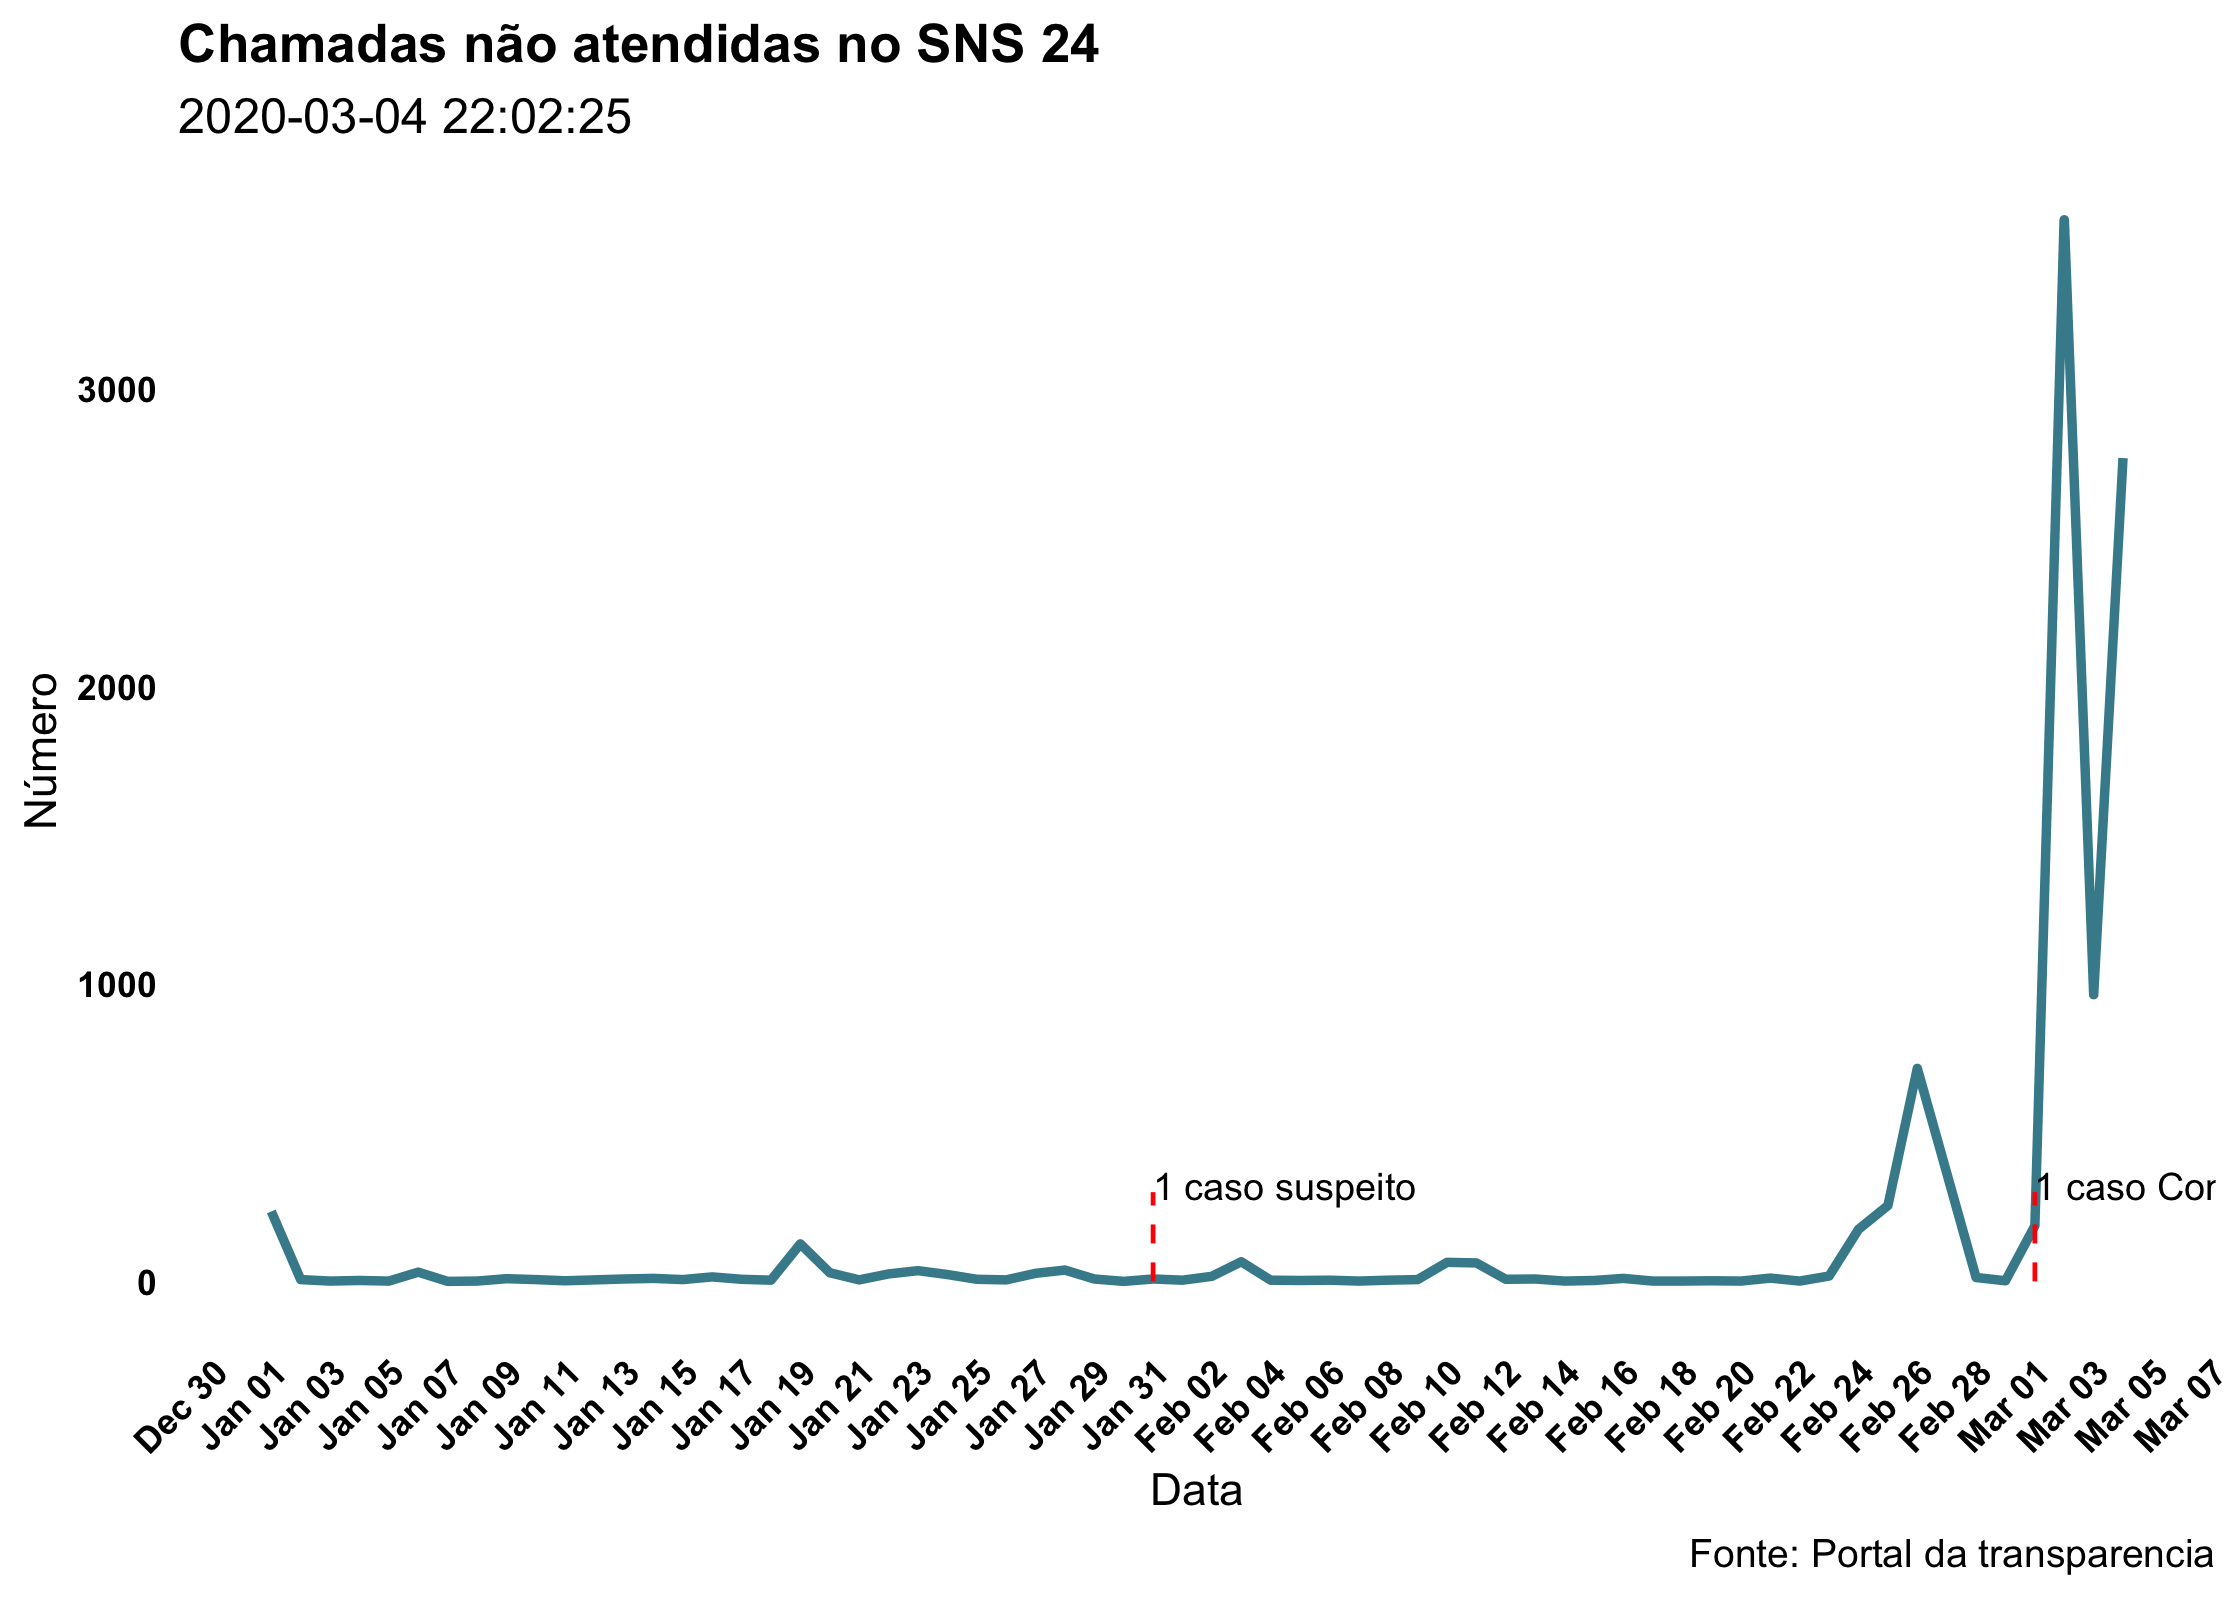 Chamadas não atendidas no SNS 24
2020-03-04 22:02:25
3000
2000
1000
0
Número
1 caso suspeito
1 caso Cor
Dec 30
Jan 01
Jan 03
Jan 05
Jan 07
Jan 09
Jan 11
Jan 13
Jan 15
Jan 17
Jan 19
Jan 21
Jan 23
Jan 25
Jan 27
Jan 29
Jan 31
Feb 02
Feb 04
Feb 06
Feb 08
Feb 10
Feb 12
Feb 14
Feb 16
Feb 18
Feb 20
Feb 22
Feb 24
Feb 26
Feb 28
Mar 01
Mar 03
Mar 05
Mar 07
Data
Fonte: Portal da transparencia